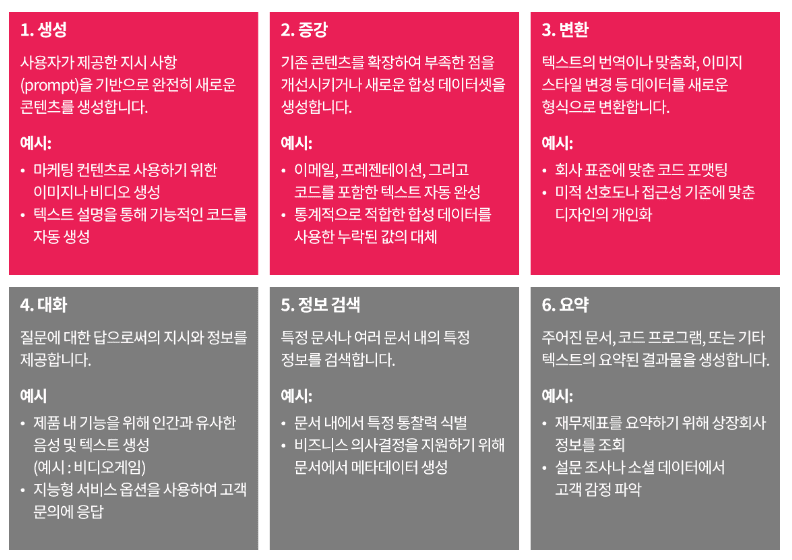 1. 생성
사용자가 제공한 지시 사항
(prompt)을 기반으로 완전히 새로운
콘텐츠를 생성합니다.
예시:
• 마케팅 컨텐츠로 사용하기 위한
이미지나 비디오 생성
• 텍스트 설명을 통해 기능적인 코드를
자동 생성
2. 증강
기존 콘텐츠를 확장하여 부족한 점을
개선시키거나 새로운 합성 데이터셋을
생성합니다.
예시:
• 이메일, 프레젠테이션, 그리고
코드를 포함한 텍스트 자동 완성
• 통계적으로 적합한 합성 데이터를
사용한 누락된 값의 대체
3. 변환
텍스트의 번역이나 맞춤화, 이미지
스타일 변경 등 데이터를 새로운
형식으로 변환합니다.
예시:
• 회사 표준에 맞춘 코드 포맷팅
• 미적 선호도나 접근성 기준에 맞춘
디자인의 개인화
4. 대화
질문에 대한 답으로써의 지시와 정보를
제공합니다.
예시
• 제품 내 기능을 위해 인간과 유사한
음성 및 텍스트 생성
(예시 : 비디오게임)
• 지능형 서비스 옵션을 사용하여 고객
문의에 응답
5. 정보 검색
특정 문서나 여러 문서 내의 특정
정보를 검색합니다.
예시:
• 문서 내에서 특정 통찰력 식별
• 비즈니스 의사결정을 지원하기 위해
문서에서 메타데이터 생성
6. 요약
주어진 문서, 코드 프로그램, 또는 기타
텍스트의 요약된 결과물을 생성합니다.
예시:
• 재무제표를 요약하기 위해 상장회사
정보를 조회
• 설문 조사나 소셜 데이터에서
고객 감정 파악